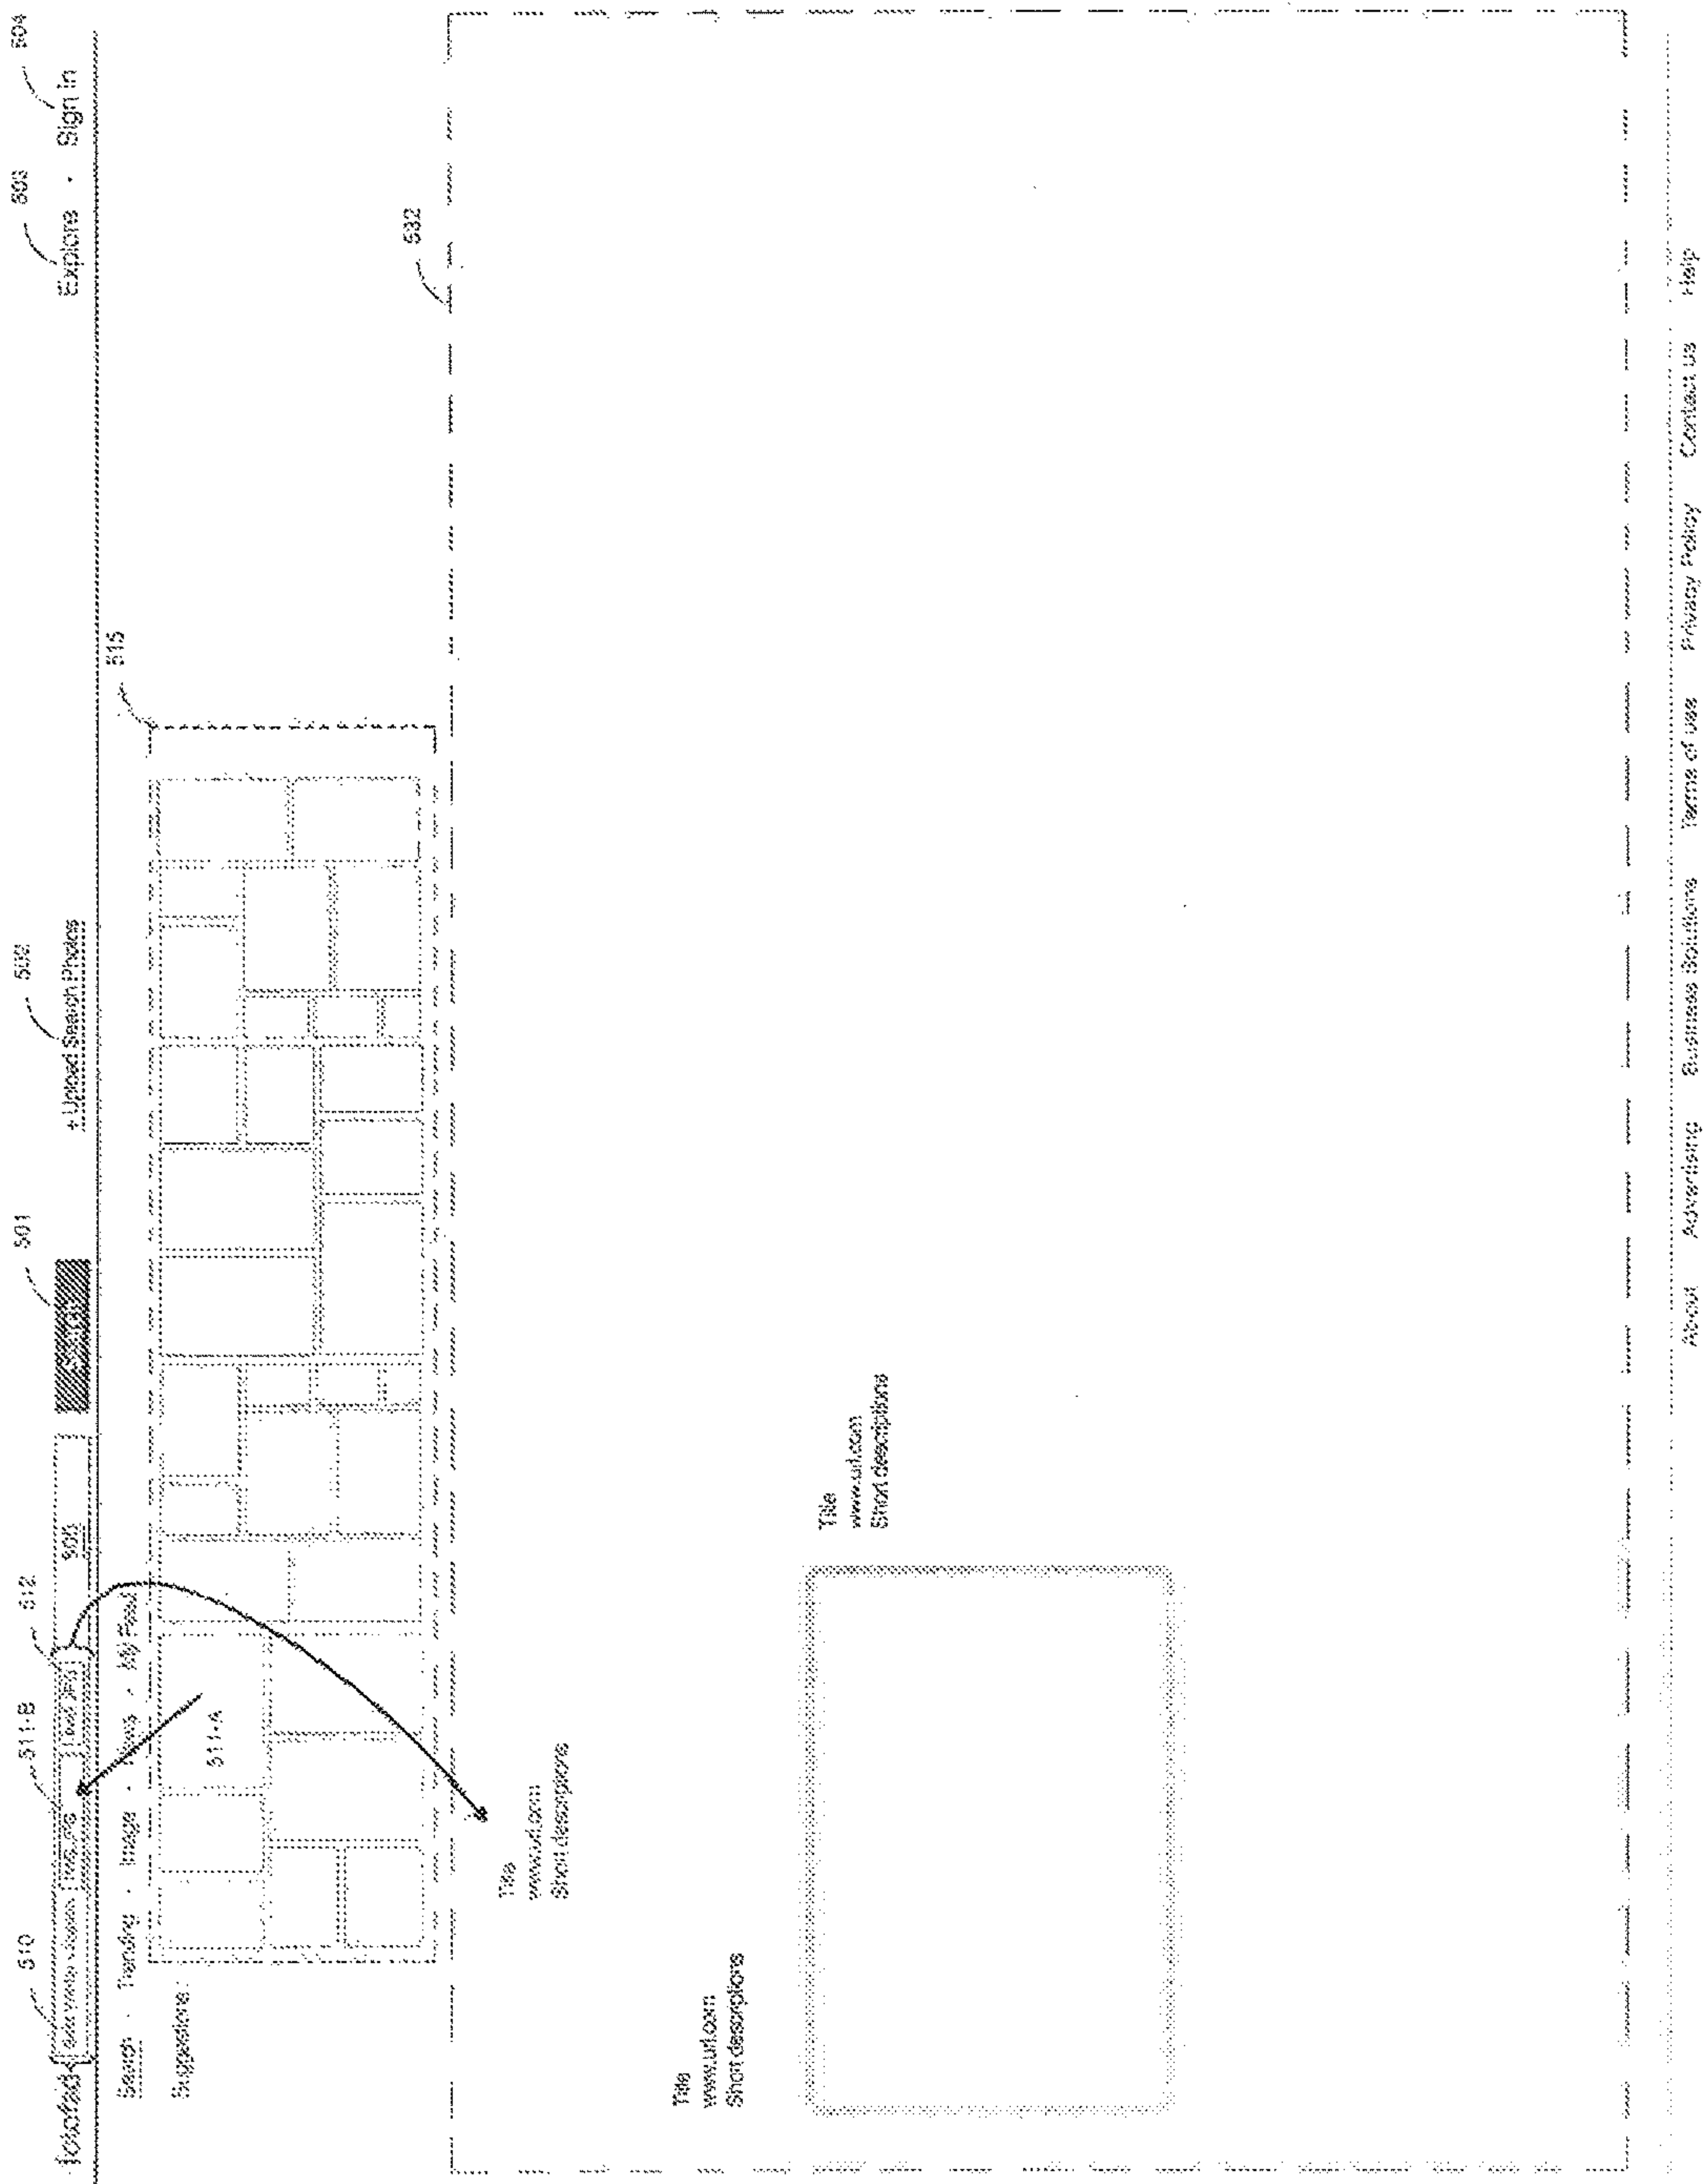 510
511-B
512
501
502
503
504
505
+ Upload Search Photos
Explore · Sign In
Search · Trending · Image · · My Feed
515
Suggestions :
511-A
532
Title
www.url.com
Short descriptions
Title
www.url.com
Short descriptions
Title
www.url.com
Short descriptions
About Advertising Business Solutions Terms of use Privacy Policy Contact us Help